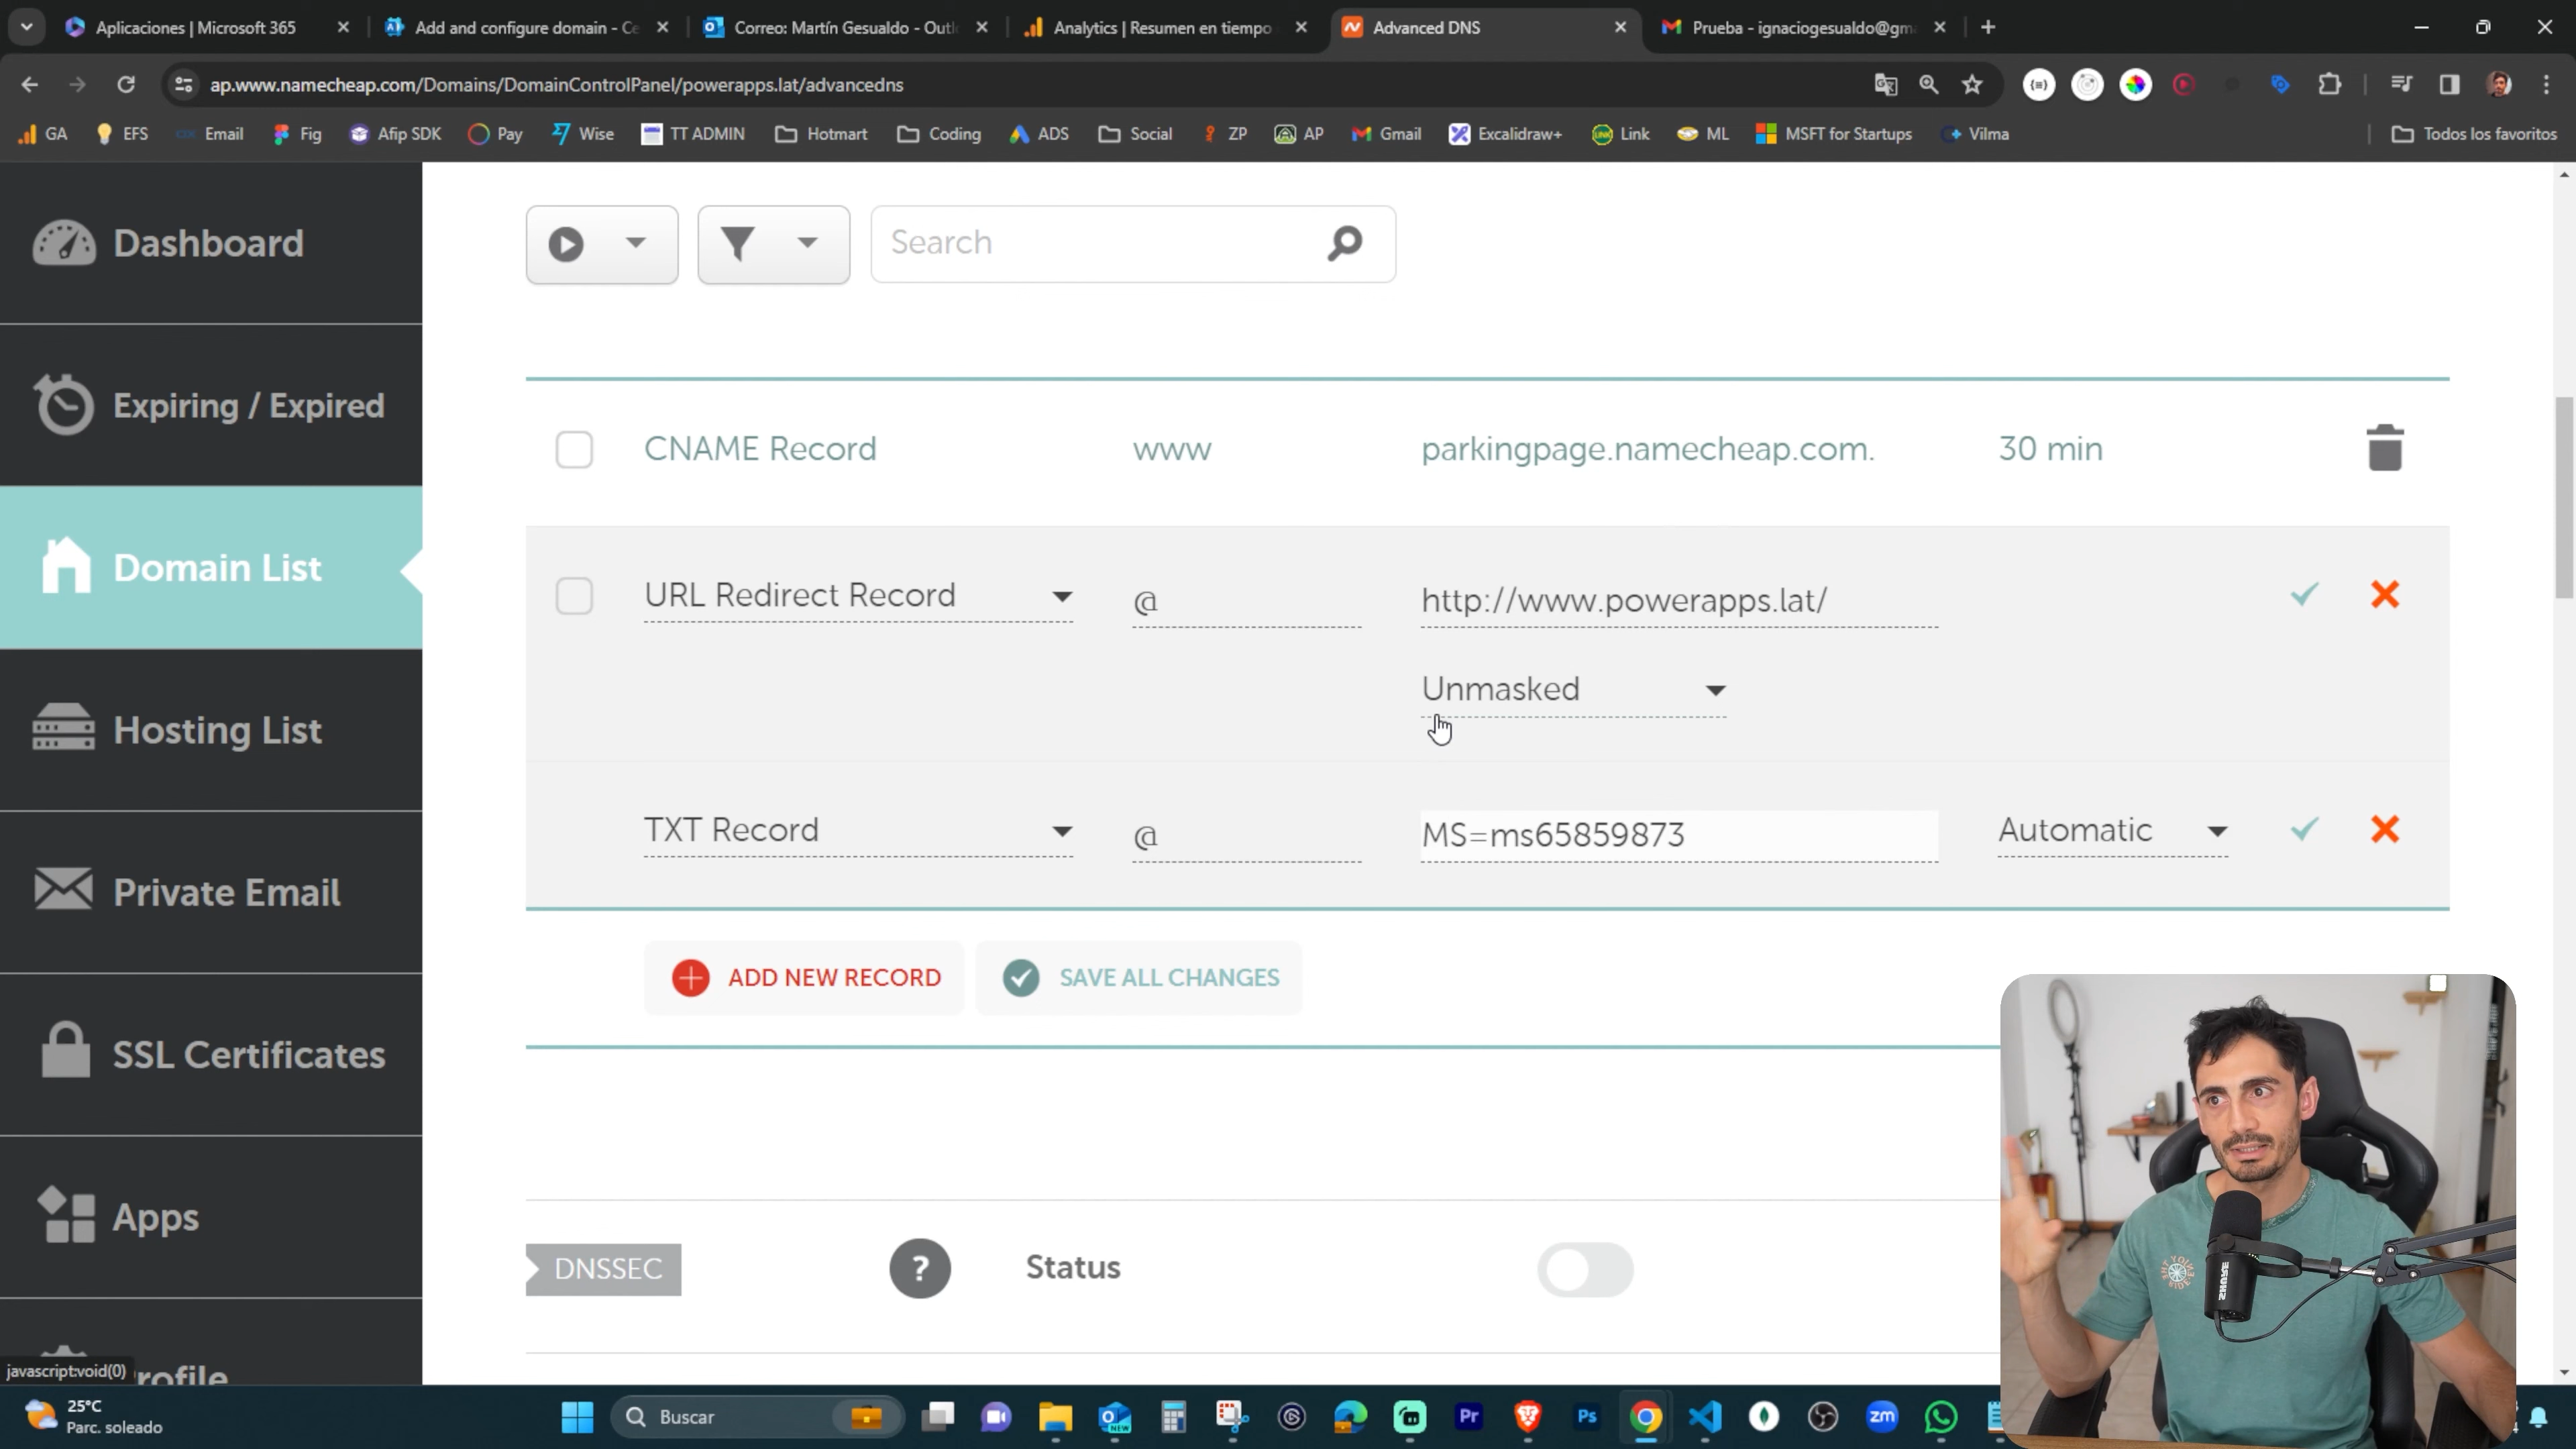 Aplicaciones | Microsoft 365
Add and configure domain - Ce
Correo: Martín Gesualdo - Outl
Analytics | Resumen en tiempo
Advanced DNS
Prueba - ignaciogesualdo@gm
ap.www.namecheap.com/Domains/DomainControlPanel/powerapps.lat/advancedns
GA EFS Email Fig Afip SDK Pay Wise TT ADMIN Hotmart Coding ADS Social ZP AP Gmail Excalidraw+ Link ML MSFT for Startups Vilma Todos los favoritos
Dashboard
Expiring / Expired
Domain List
Hosting List
Private Email
SSL Certificates
Apps
rofile
javascript:void(0)
Search
CNAME Record www parkingpage.namecheap.com. 30 min
URL Redirect Record @ http://www.powerapps.lat/
Unmasked
TXT Record @ MS=ms65859873 Automatic
ADD NEW RECORD SAVE ALL CHANGES
DNSSEC ? Status
SHURE
25°C
Parc. soleado
Buscar
NEW
Pr
Ps
zm